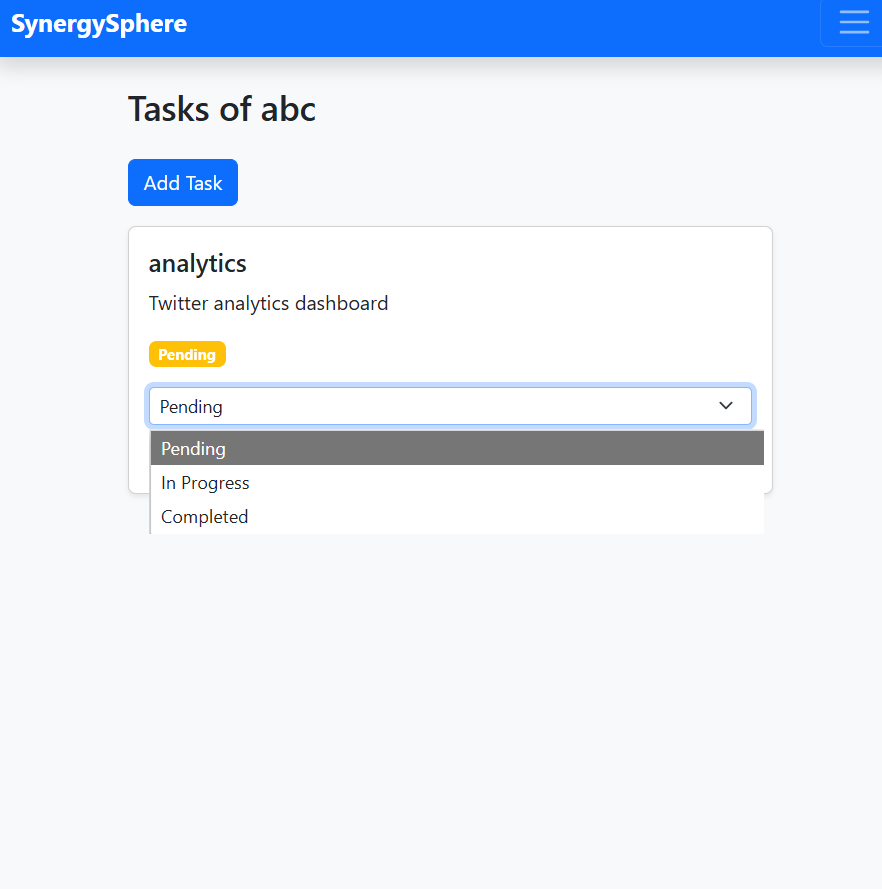 SynergySphere
Tasks of abc
Add Task
analytics
Twitter analytics dashboard
Pending
Pending
Pending
In Progress
Completed